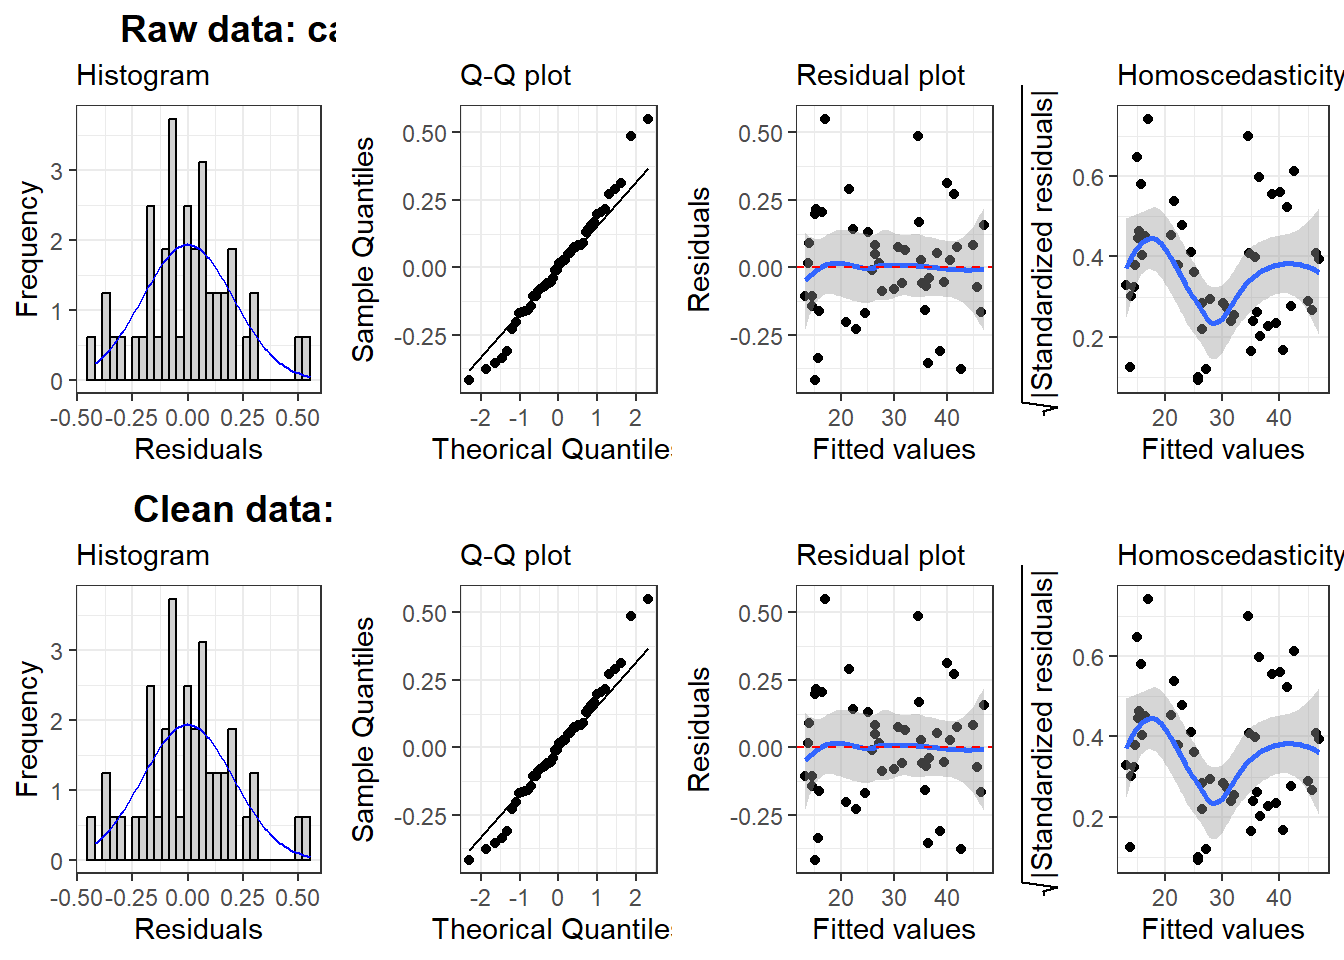 Raw data: ca
Histogram
Q-Q plot
Residual plot
Homoscedasticity
Frequency
3
2
1
0
-0.50 -0.25 0.00 0.25 0.50
Residuals
Sample Quantiles
0.50
0.25
0.00
-0.25
-2 -1 0 1 2
Theorical Quantiles
Residuals
0.50
0.25
0.00
-0.25
20 30 40
Fitted values
√|Standardized residuals|
0.6
0.4
0.2
20 30 40
Fitted values
Clean data:
Histogram
Q-Q plot
Residual plot
Homoscedasticity
Frequency
3
2
1
0
-0.50 -0.25 0.00 0.25 0.50
Residuals
Sample Quantiles
0.50
0.25
0.00
-0.25
-2 -1 0 1 2
Theorical Quantiles
Residuals
0.50
0.25
0.00
-0.25
20 30 40
Fitted values
√|Standardized residuals|
0.6
0.4
0.2
20 30 40
Fitted values